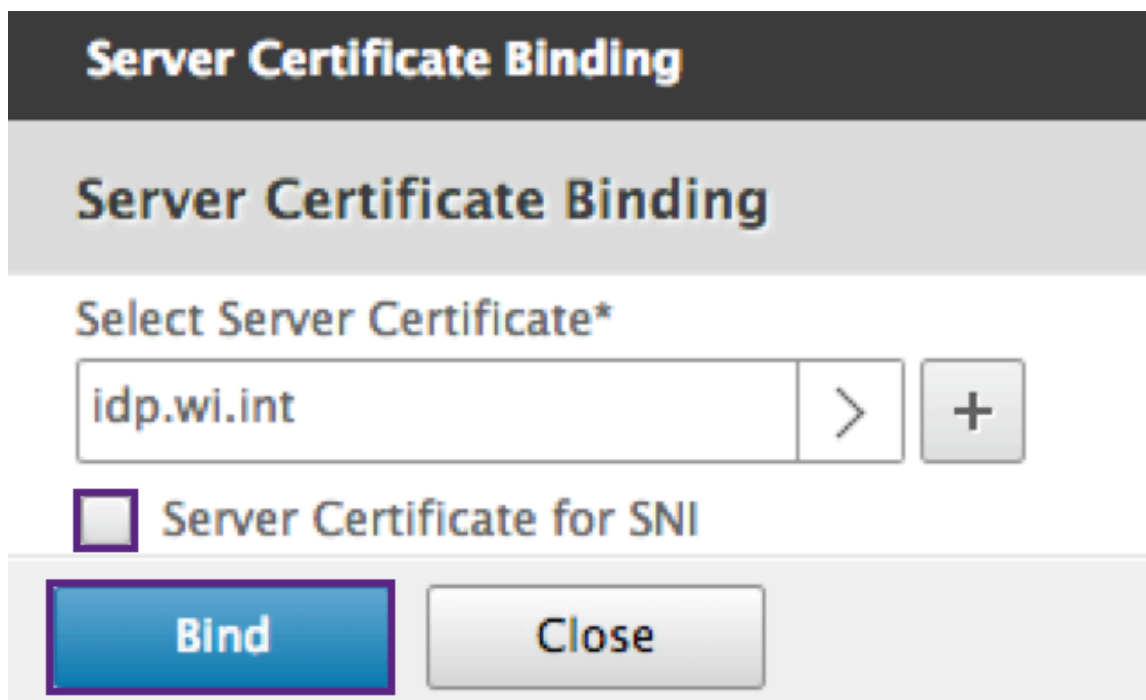 Server Certificate Binding
Server Certificate Binding
Select Server Certificate*
idp.wi.int
Server Certificate for SNI
Bind Close